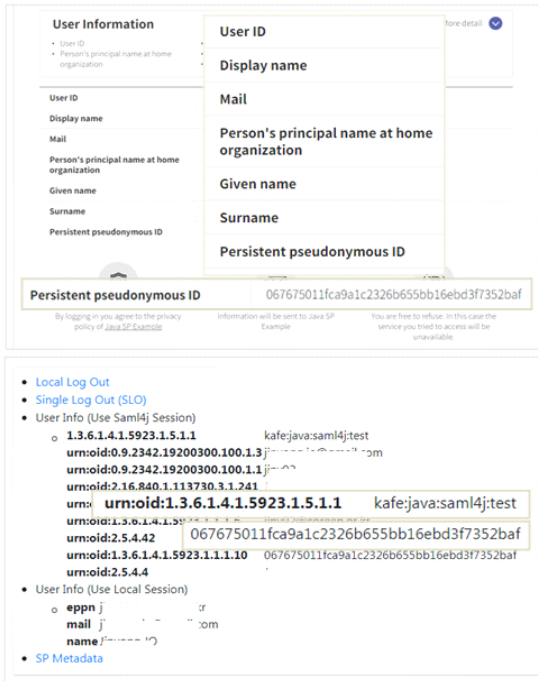 User Information
ore detail
• User ID
• Person's principal name at home
organization
User ID
Display name
Mail
Person's principal name at home
organization
Given name
Surname
Persistent pseudonymous ID
User ID
Display name
Mail
Person's principal name at home
organization
Given name
Surname
Persistent pseudonymous ID
Persistent pseudonymous ID 067675011fca9a1c2326b655bb16ebd3f7352baf
By logging in you agree to the privacy
policy of Java SP Example
Information will be sent to Java SP
Example
You are free to refuse. In this case the
service you tried to access will be
unavailable.
• Local Log Out
• Single Log Out (SLO)
• User Info (Use Saml4j Session)
1.3.6.1.4.1.5923.1.5.1.1 kafe:java:saml4j:test
urn:oid:0.9.2342.19200300.100.1.3
urn:oid:0.9.2342.19200300.100.1.1
urn:oid:2.16.840.1.113730.3.1.241
urn:oid:1.3.6.1.4.1.5923.1.5.1.1 kafe:java:saml4j:test
urn:oid:2.5.4.42
067675011fca9a1c2326b655bb16ebd3f7352baf
urn:oid:1.3.6.1.4.1.5923.1.1.1.10 067675011fca9a1c2326b655bb16ebd3f7352baf
urn:oid:2.5.4.4
• User Info (Use Local Session)
eppn
mail
name
• SP Metadata